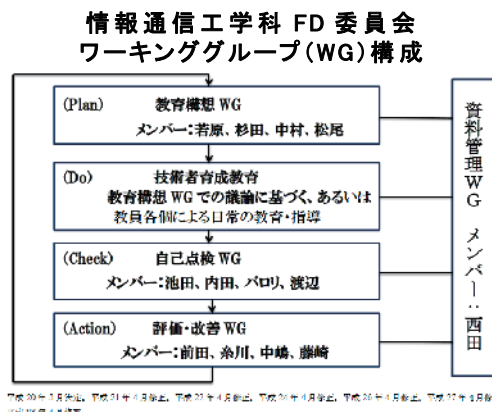 情報通信工学科 FD 委員会
ワーキンググループ（WG）構成
(Plan) 教育構想 WG
メンバー：若原、杉田、中村、松尾
(Do) 技術者育成教育
教育構想 WG での議論に基づく、あるいは
教員各個による日常の教育・指導
(Check) 自己点検 WG
メンバー：池田、内田、バロリ、渡辺
(Action) 評価・改善 WG
メンバー：前田、糸川、中嶋、藤崎
資料管理WG メンバー：西田